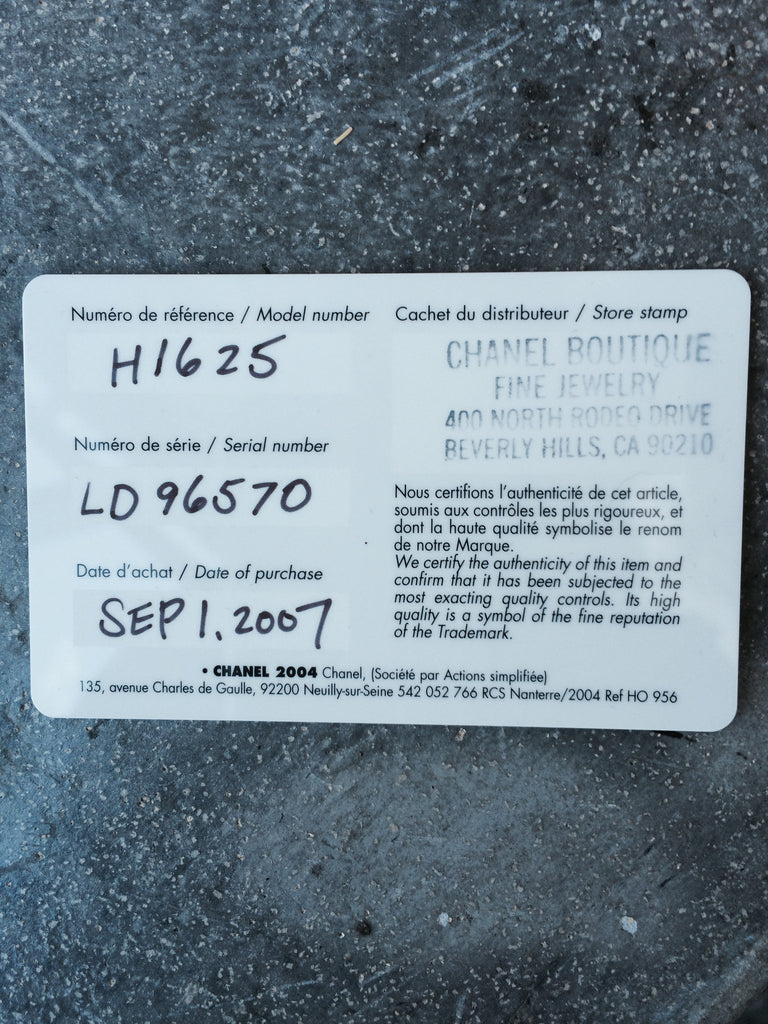 Numéro de référence / Model number
H1625
Numéro de série / Serial number
LD 96570
Date d'achat / Date of purchase
SEP 1. 2007
Cachet du distributeur / Store stamp
CHANEL BOUTIQUE
FINE JEWELRY
400 NORTH RODEO DRIVE
BEVERLY HILLS, CA 90210
Nous certifions l'authenticité de cet article,
soumis aux contrôles les plus rigoureux, et
dont la haute qualité symbolise le renom
de notre Marque.
We certify the authenticity of this item and
confirm that it has been subjected to the
most exacting quality controls. Its high
quality is a symbol of the fine reputation
of the Trademark.
• CHANEL 2004 Chanel, (Société par Actions simplifiée)
135, avenue Charles de Gaulle, 92200 Neuilly-sur-Seine 542 052 766 RCS Nanterre/2004 Ref HO 956